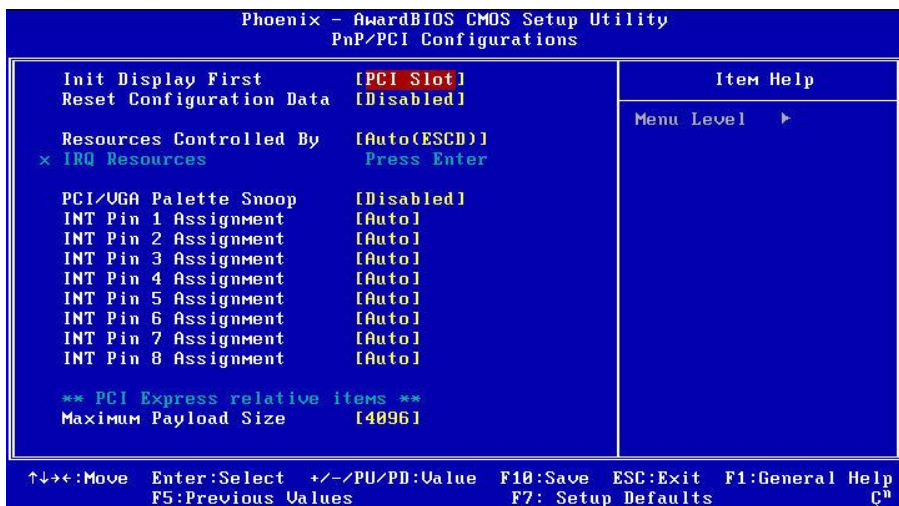 Phoenix - AwardBIOS CMOS Setup Utility
PnP/PCI Configurations
Init Display First [PCI Slot]
Reset Configuration Data [Disabled]
Resources Controlled By [Auto(ESCD)]
x IRQ Resources Press Enter
PCI/VGA Palette Snoop [Disabled]
INT Pin 1 Assignment [Auto]
INT Pin 2 Assignment [Auto]
INT Pin 3 Assignment [Auto]
INT Pin 4 Assignment [Auto]
INT Pin 5 Assignment [Auto]
INT Pin 6 Assignment [Auto]
INT Pin 7 Assignment [Auto]
INT Pin 8 Assignment [Auto]
** PCI Express relative items **
Maximum Payload Size [4096]
Item Help
Menu Level ►
↑↓→←:Move Enter:Select +/-/PU/PD:Value F10:Save ESC:Exit F1:General Help
F5:Previous Values F7: Setup Defaults Cⁿ